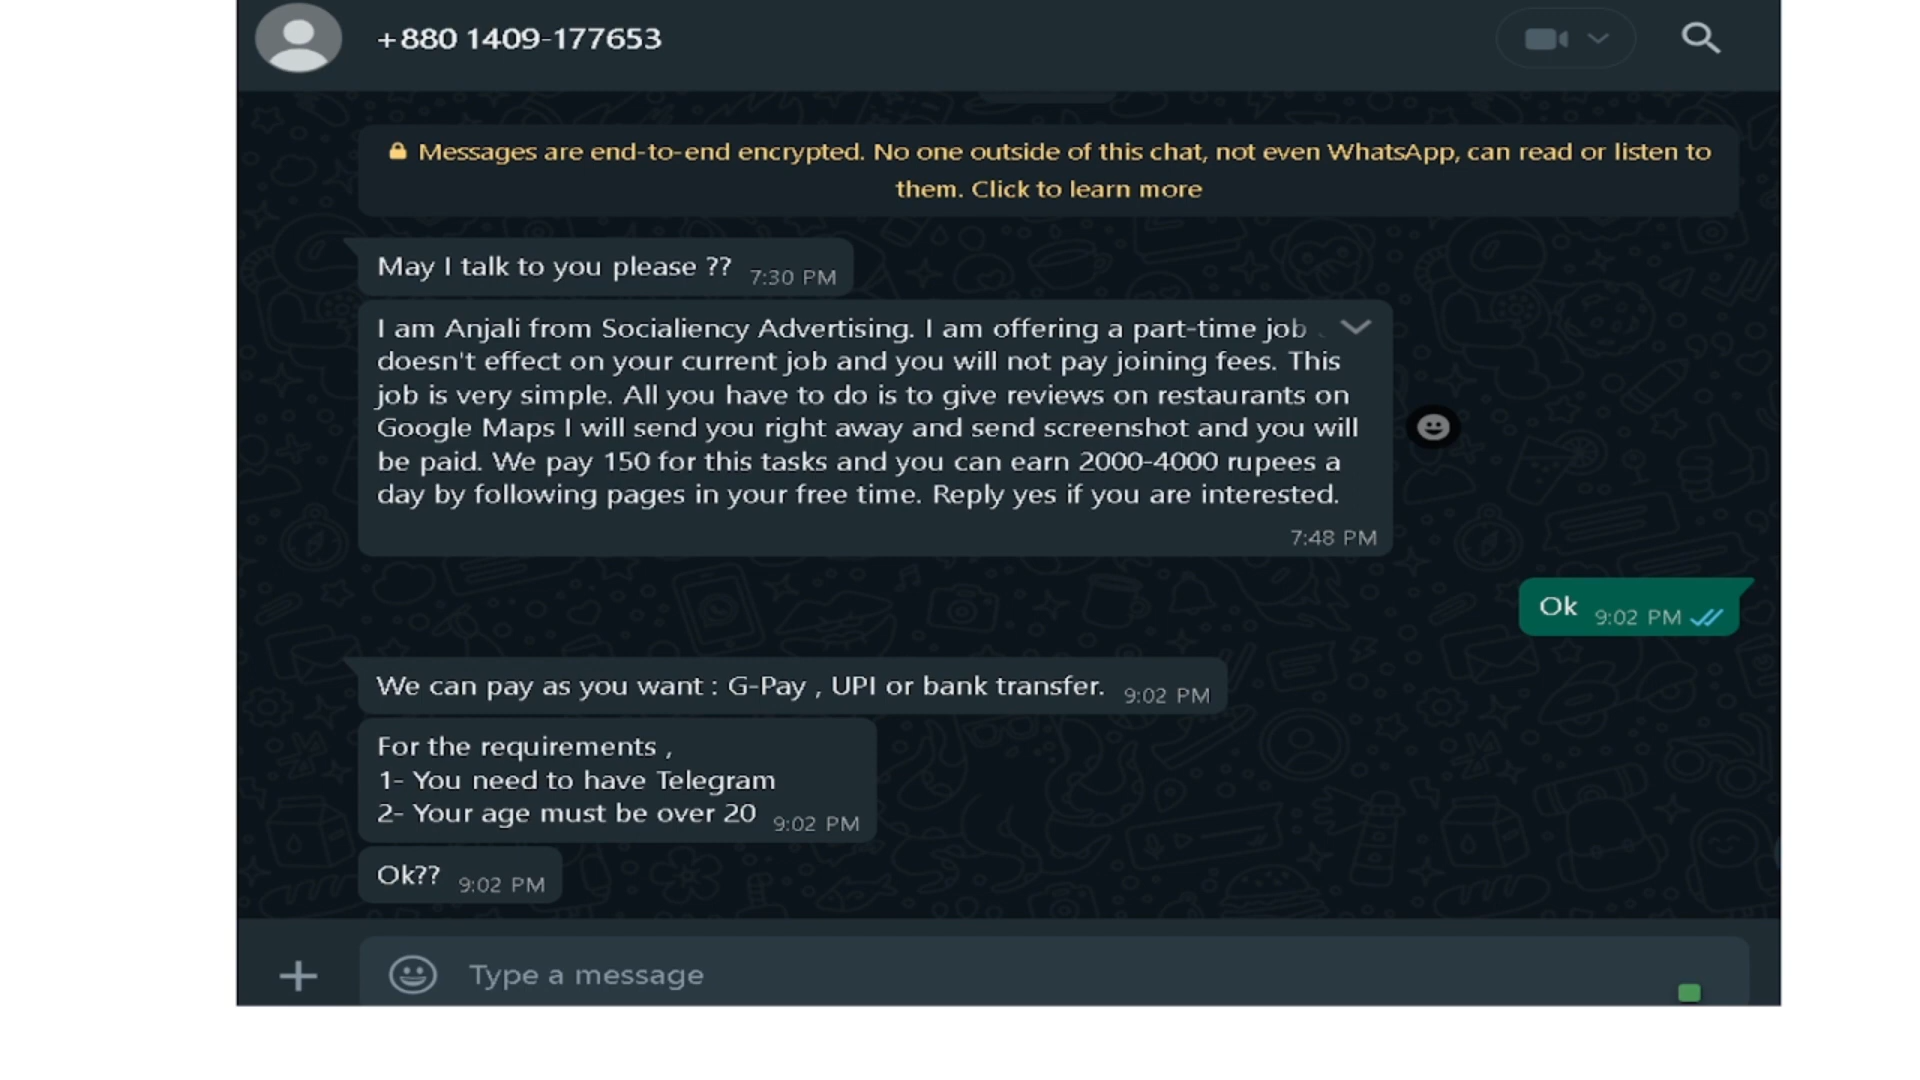 +880 1409-177653
Messages are end-to-end encrypted. No one outside of this chat, not even WhatsApp, can read or listen to
them. Click to learn more
May I talk to you please ?? 7:30 PM
I am Anjali from Socialiency Advertising. I am offering a part-time job
doesn't effect on your current job and you will not pay joining fees. This
job is very simple. All you have to do is to give reviews on restaurants on
Google Maps I will send you right away and send screenshot and you will
be paid. We pay 150 for this tasks and you can earn 2000-4000 rupees a
day by following pages in your free time. Reply yes if you are interested.
7:48 PM
Ok 9:02 PM
We can pay as you want : G-Pay , UPI or bank transfer. 9:02 PM
For the requirements ,
1- You need to have Telegram
2- Your age must be over 20 9:02 PM
Ok?? 9:02 PM
Type a message